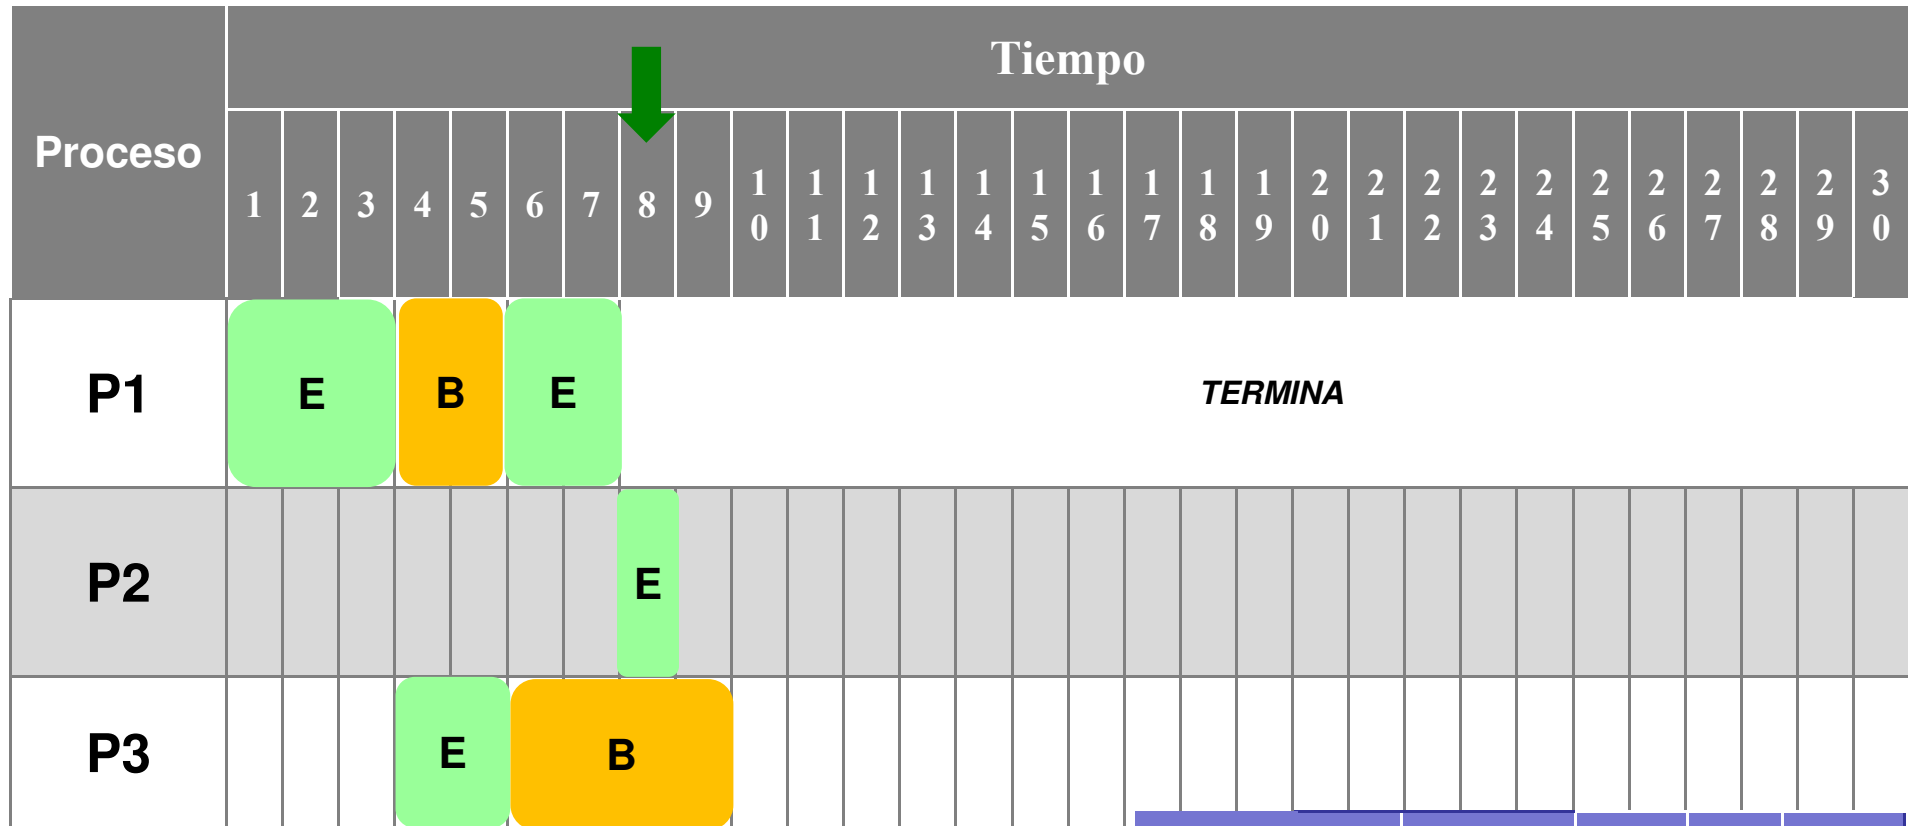 Tiempo
Proceso
1 2 3 4 5 6 7 8 9 10 11 12 13 14 15 16 17 18 19 20 21 22 23 24 25 26 27 28 29 30
P1 E B E TERMINA
P2 E
P3 E B